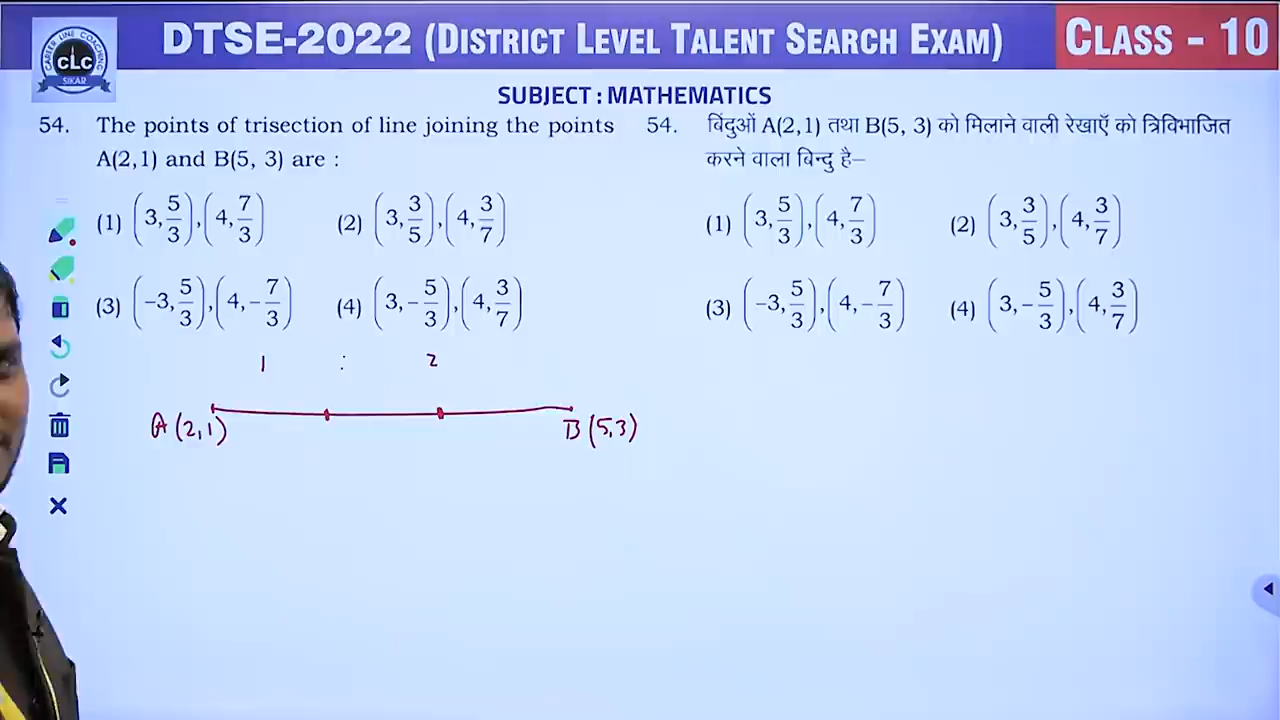 DTSE-2022 (DISTRICT LEVEL TALENT SEARCH EXAM)
CLASS - 10
CAREER LINE COACHING
CLC
SIKAR
SUBJECT : MATHEMATICS
54. The points of trisection of line joining the points
A(2,1) and B(5, 3) are :
(1) (3, 5/3), (4, 7/3) (2) (3, 3/5), (4, 3/7)
(3) (−3, 5/3), (4, −7/3) (4) (3, −5/3), (4, 3/7)
54. बिंदुओं A(2,1) तथा B(5, 3) को मिलाने वाली रेखाएँ को त्रिविभाजित
करने वाला बिन्दु है–
(1) (3, 5/3), (4, 7/3) (2) (3, 3/5), (4, 3/7)
(3) (−3, 5/3), (4, −7/3) (4) (3, −5/3), (4, 3/7)
1 : 2
A (2,1) B (5,3)